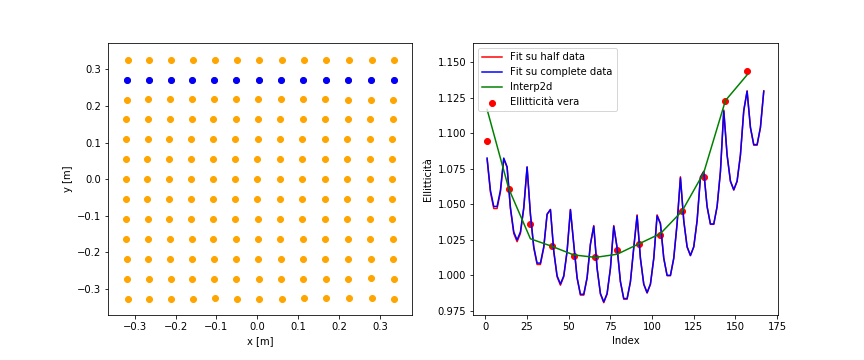 0.3
0.2
0.1
0.0
−0.1
−0.2
−0.3
y [m]
−0.3 −0.2 −0.1 0.0 0.1 0.2 0.3
x [m]
1.150
1.125
1.100
1.075
1.050
1.025
1.000
0.975
Ellitticità
Fit su half data
Fit su complete data
Interp2d
Ellitticità vera
0 25 50 75 100 125 150 175
Index